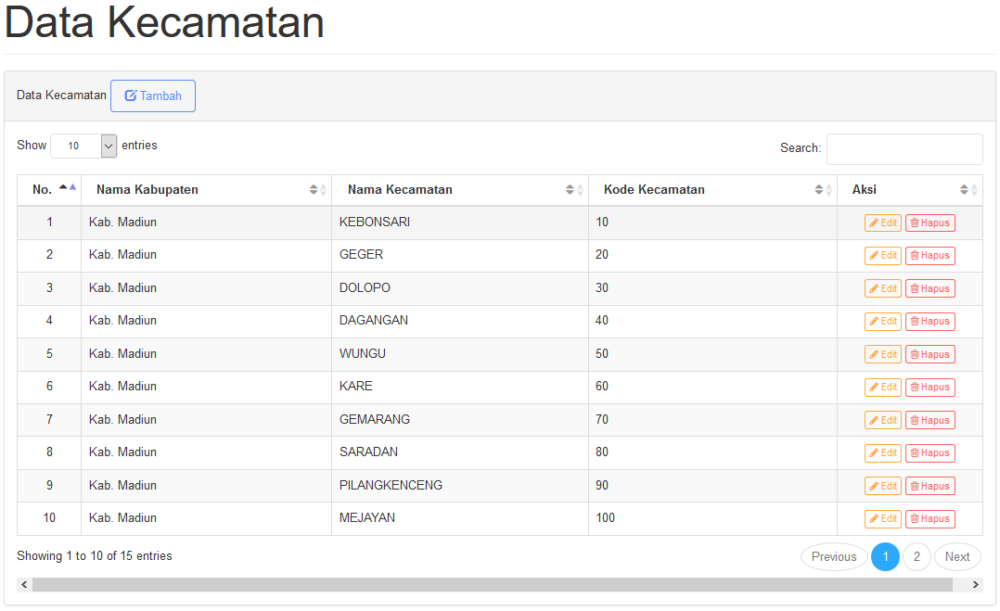 Data Kecamatan
Data Kecamatan Tambah
Show 10 entries Search:
No. Nama Kabupaten Nama Kecamatan Kode Kecamatan Aksi
1 Kab. Madiun KEBONSARI 10 Edit Hapus
2 Kab. Madiun GEGER 20 Edit Hapus
3 Kab. Madiun DOLOPO 30 Edit Hapus
4 Kab. Madiun DAGANGAN 40 Edit Hapus
5 Kab. Madiun WUNGU 50 Edit Hapus
6 Kab. Madiun KARE 60 Edit Hapus
7 Kab. Madiun GEMARANG 70 Edit Hapus
8 Kab. Madiun SARADAN 80 Edit Hapus
9 Kab. Madiun PILANGKENCENG 90 Edit Hapus
10 Kab. Madiun MEJAYAN 100 Edit Hapus
Showing 1 to 10 of 15 entries Previous 1 2 Next